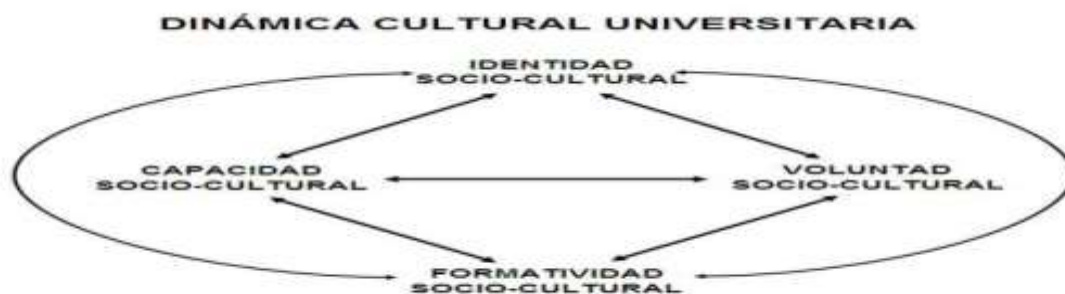 DINÁMICA CULTURAL UNIVERSITARIA
IDENTIDAD
SOCIO-CULTURAL
CAPACIDAD
SOCIO-CULTURAL
VOLUNTAD
SOCIO-CULTURAL
FORMATIVIDAD
SOCIO-CULTURAL